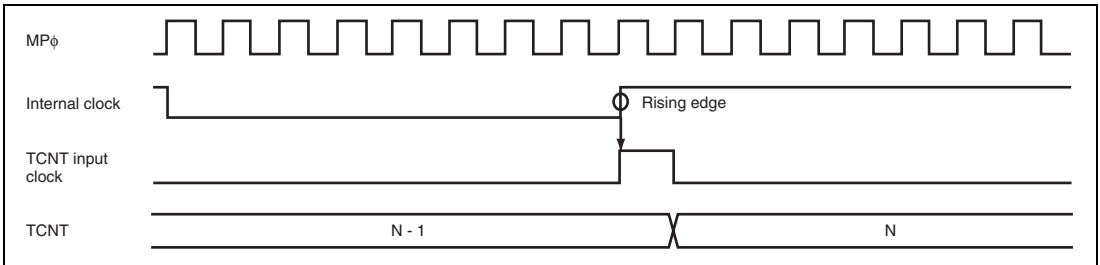 MPϕ
Internal clock
Rising edge
TCNT input
clock
TCNT
N - 1
N